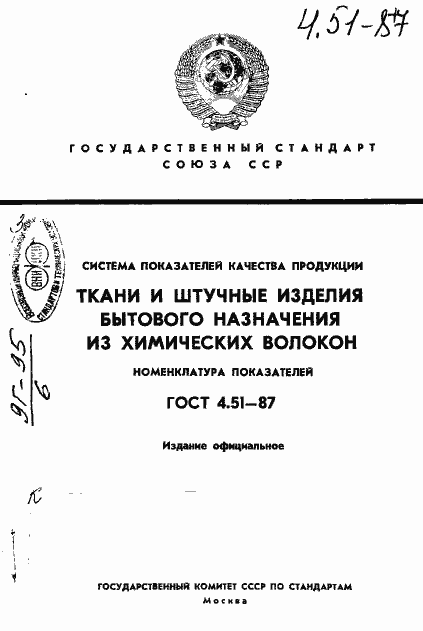 4.51-87
ГОСУДАРСТВЕННЫЙ СТАНДАРТ
СОЮЗА ССР
СИСТЕМА ПОКАЗАТЕЛЕЙ КАЧЕСТВА ПРОДУКЦИИ
ТКАНИ И ШТУЧНЫЕ ИЗДЕЛИЯ
БЫТОВОГО НАЗНАЧЕНИЯ
ИЗ ХИМИЧЕСКИХ ВОЛОКОН
НОМЕНКЛАТУРА ПОКАЗАТЕЛЕЙ
ГОСТ 4.51—87
Издание официальное
ГОСУДАРСТВЕННЫЙ КОМИТЕТ СССР ПО СТАНДАРТАМ
Москва